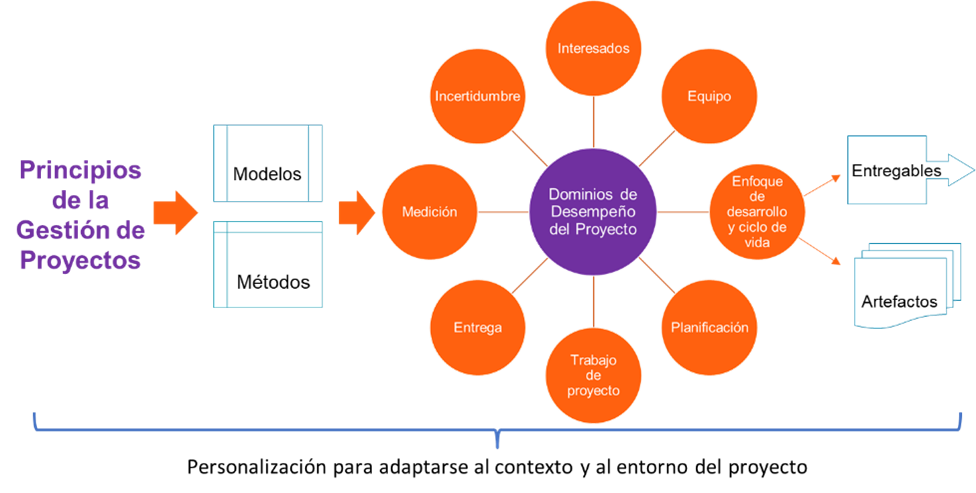 Principios
de la
Gestión de
Proyectos
Modelos
Métodos
Dominios de
Desempeño
del Proyecto
Interesados
Equipo
Enfoque
de
desarrollo
y ciclo de
vida
Planificación
Trabajo
de
proyecto
Entrega
Medición
Incertidumbre
Entregables
Artefactos
Personalización para adaptarse al contexto y al entorno del proyecto